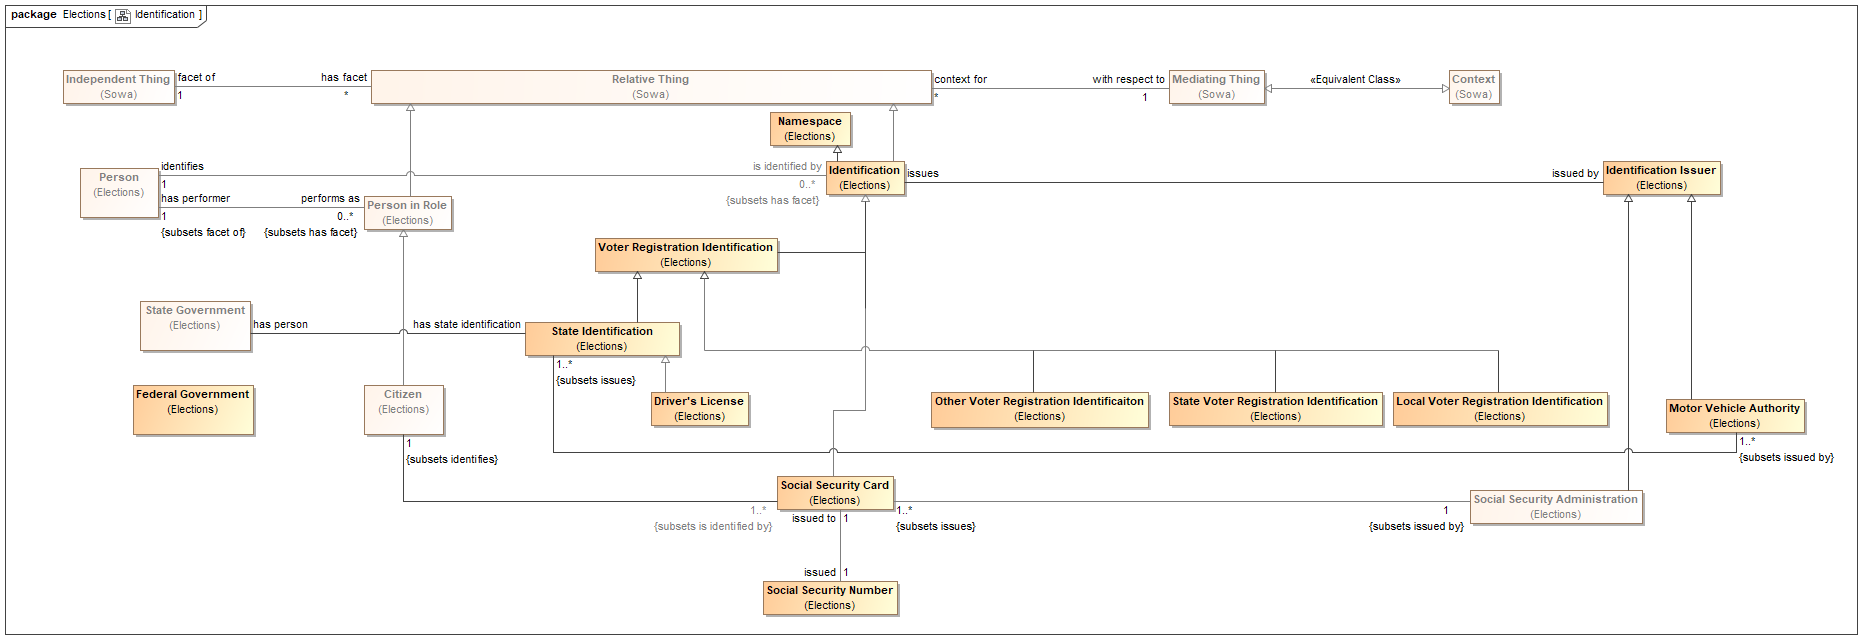 package Elections [ Identification ]
Independent Thing
(Sowa)
facet of
1
has facet
*
Relative Thing
(Sowa)
context for
*
with respect to
1
Mediating Thing
(Sowa)
«Equivalent Class»
Context
(Sowa)
Namespace
(Elections)
Person
(Elections)
identifies
1
is identified by
0..*
{subsets has facet}
Identification
(Elections)
issues
issued by
Identification Issuer
(Elections)
has performer
1
{subsets facet of}
performs as
0..*
{subsets has facet}
Person in Role
(Elections)
Voter Registration Identification
(Elections)
State Government
(Elections)
has person
has state identification
State Identification
(Elections)
1..*
{subsets issues}
Federal Government
(Elections)
Citizen
(Elections)
1
{subsets identifies}
Driver's License
(Elections)
Other Voter Registration Identificaiton
(Elections)
State Voter Registration Identification
(Elections)
Local Voter Registration Identification
(Elections)
Motor Vehicle Authority
(Elections)
1..*
{subsets issued by}
Social Security Card
(Elections)
1..*
{subsets is identified by}
issued to
1
1..*
{subsets issues}
1
{subsets issued by}
Social Security Administration
(Elections)
issued
1
Social Security Number
(Elections)